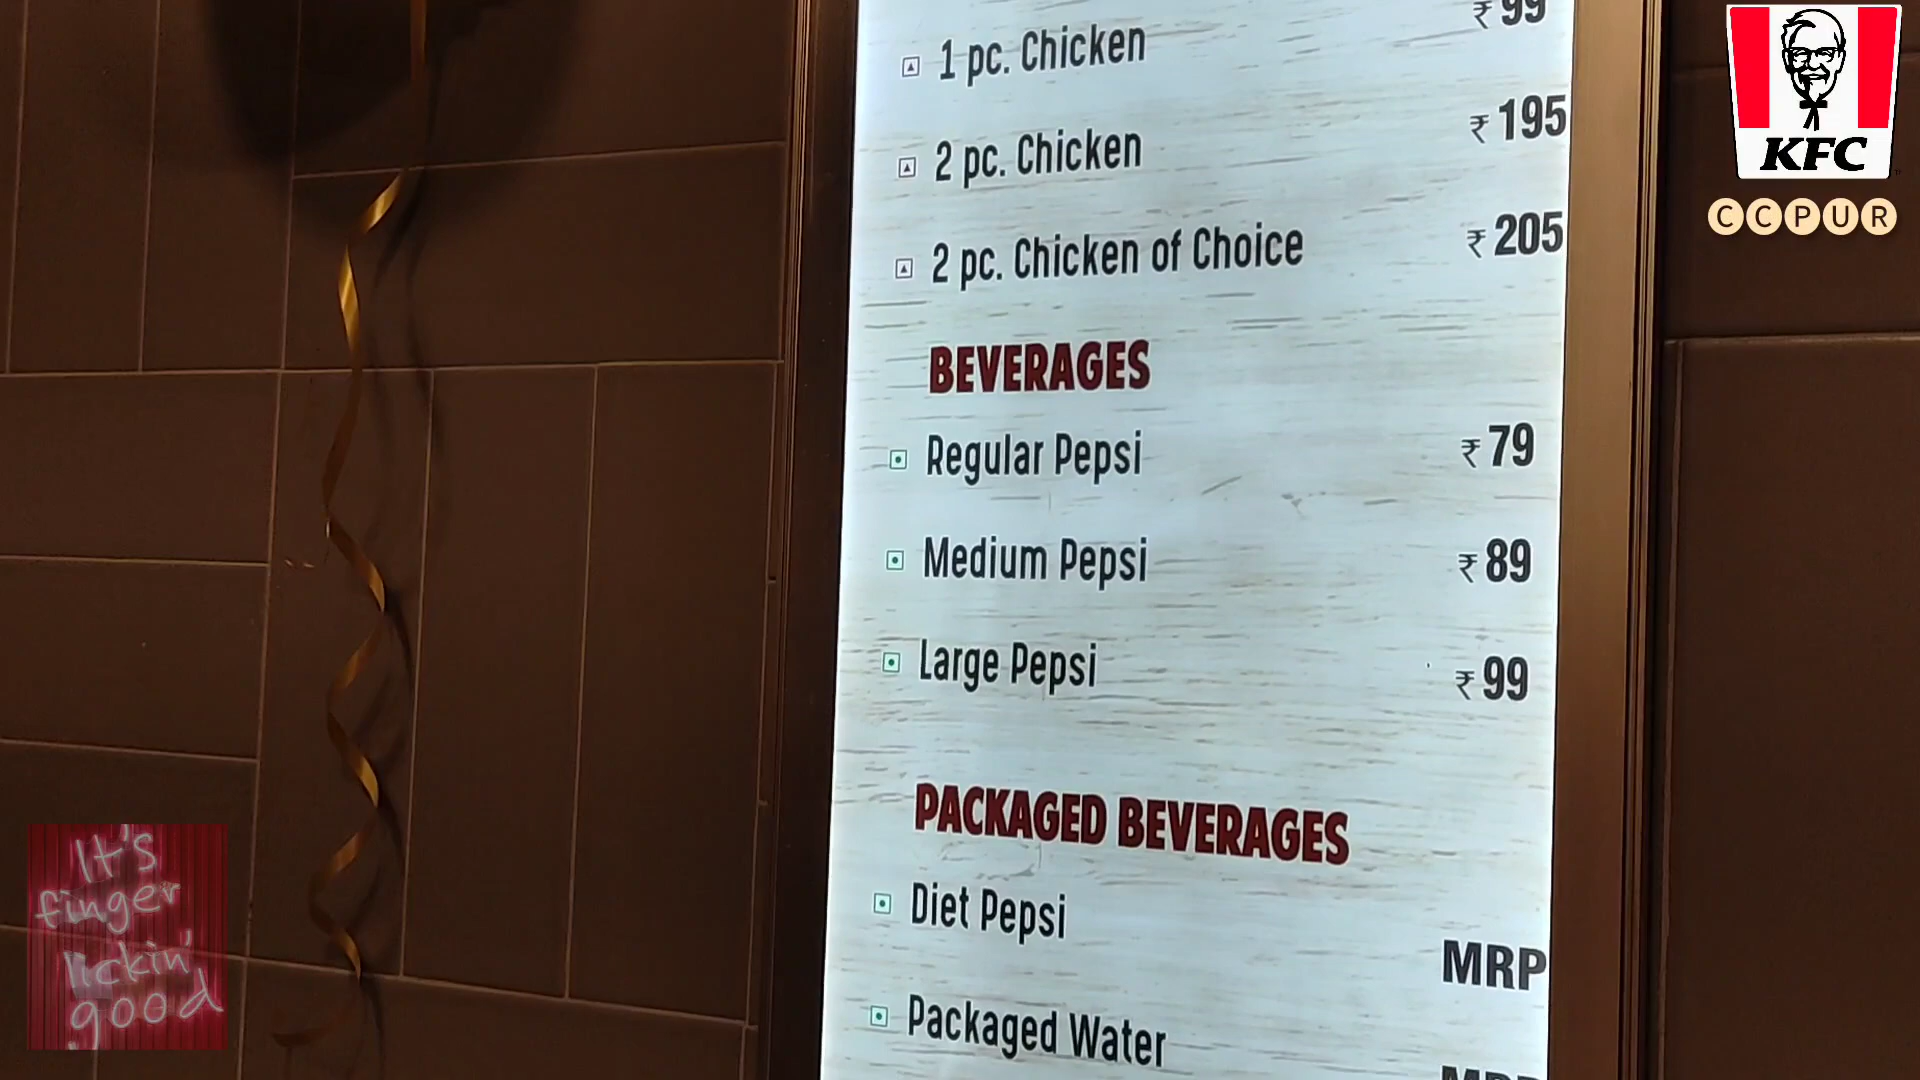 ₹ 99
1 pc. Chicken
₹ 195
2 pc. Chicken
₹ 205
2 pc. Chicken of Choice
BEVERAGES
Regular Pepsi ₹ 79
Medium Pepsi ₹ 89
Large Pepsi ₹ 99
PACKAGED BEVERAGES
Diet Pepsi
MRP
Packaged Water
KFC
CCPUR
It's
finger
lickin'
good